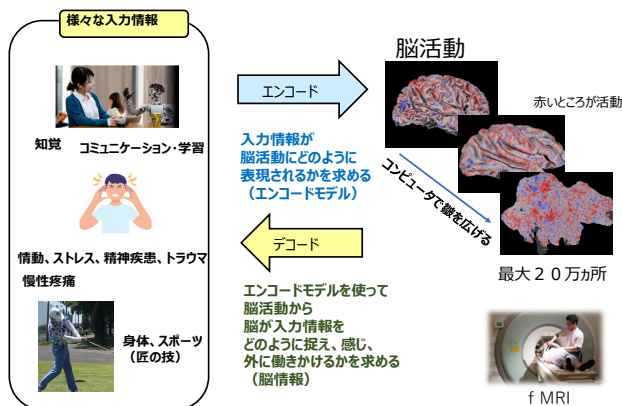 様々な入力情報
知覚
コミュニケーション・学習
情動、ストレス、精神疾患、トラウマ
慢性疼痛
身体、スポーツ
（匠の技）
エンコード
入力情報が
脳活動にどのように
表現されるかを求める
（エンコードモデル）
デコード
エンコードモデルを使って
脳活動から
脳が入力情報を
どのように捉え、感じ、
外に働きかけるかを求める
（脳情報）
脳活動
赤いところが活動
コンピュータで皺を広げる
最大２０万ヵ所
ｆ MRI